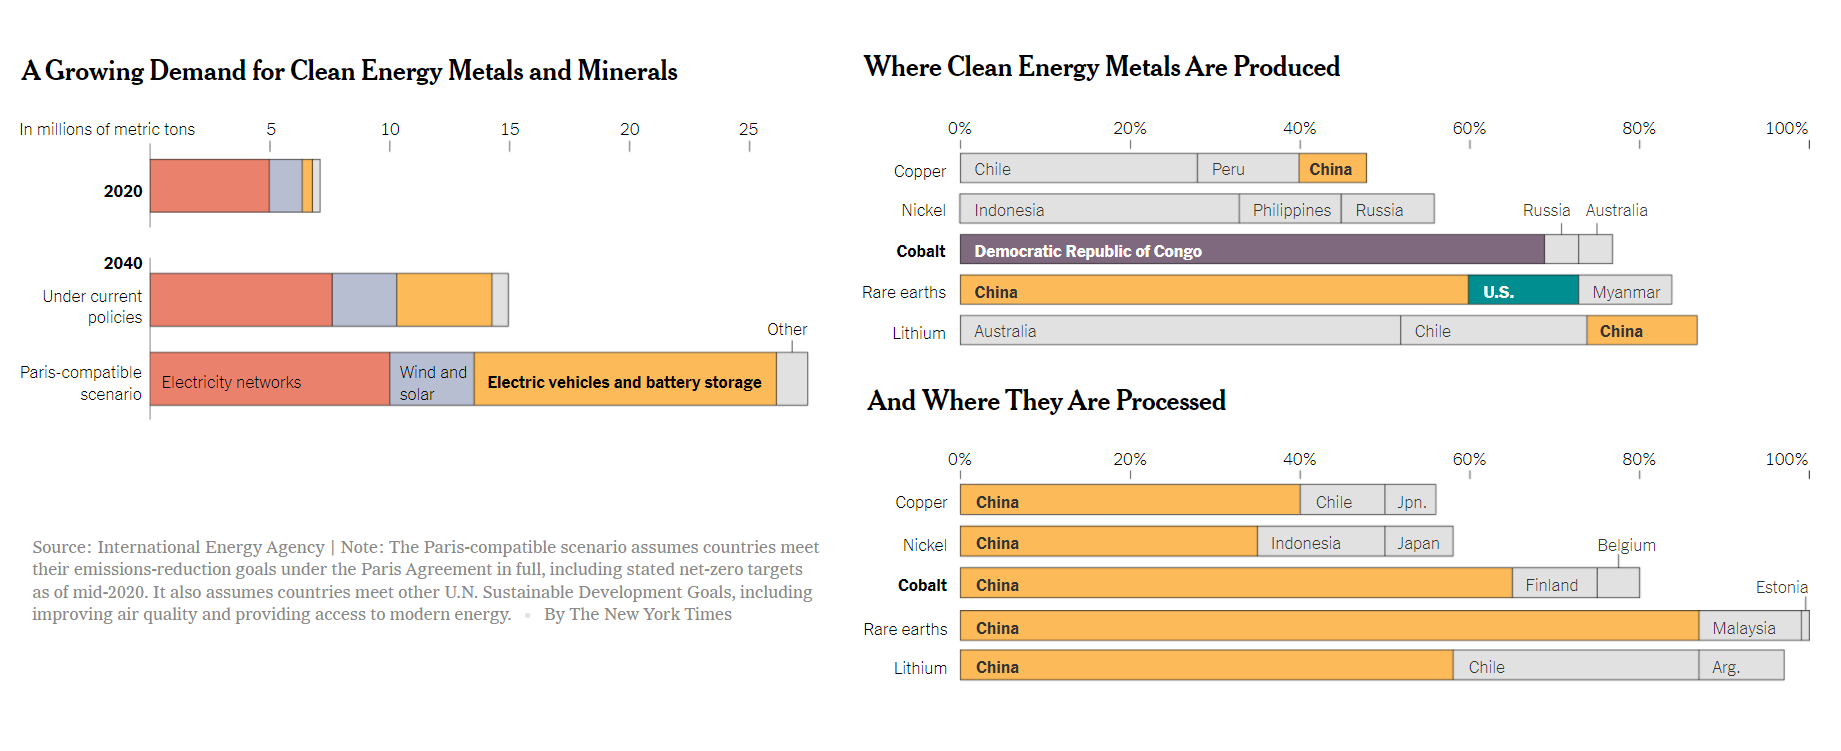 A Growing Demand for Clean Energy Metals and Minerals
In millions of metric tons 5 10 15 20 25
2020
2040
Under current
policies
Other
Paris-compatible
scenario
Electricity networks
Wind and
solar
Electric vehicles and battery storage
Source: International Energy Agency | Note: The Paris-compatible scenario assumes countries meet
their emissions-reduction goals under the Paris Agreement in full, including stated net-zero targets
as of mid-2020. It also assumes countries meet other U.N. Sustainable Development Goals, including
improving air quality and providing access to modern energy. • By The New York Times
Where Clean Energy Metals Are Produced
0% 20% 40% 60% 80% 100%
Copper Chile Peru China
Nickel Indonesia Philippines Russia
Russia Australia
Cobalt Democratic Republic of Congo
Rare earths China U.S. Myanmar
Lithium Australia Chile China
And Where They Are Processed
0% 20% 40% 60% 80% 100%
Copper China Chile Jpn.
Nickel China Indonesia Japan
Belgium
Cobalt China Finland
Estonia
Rare earths China Malaysia
Lithium China Chile Arg.